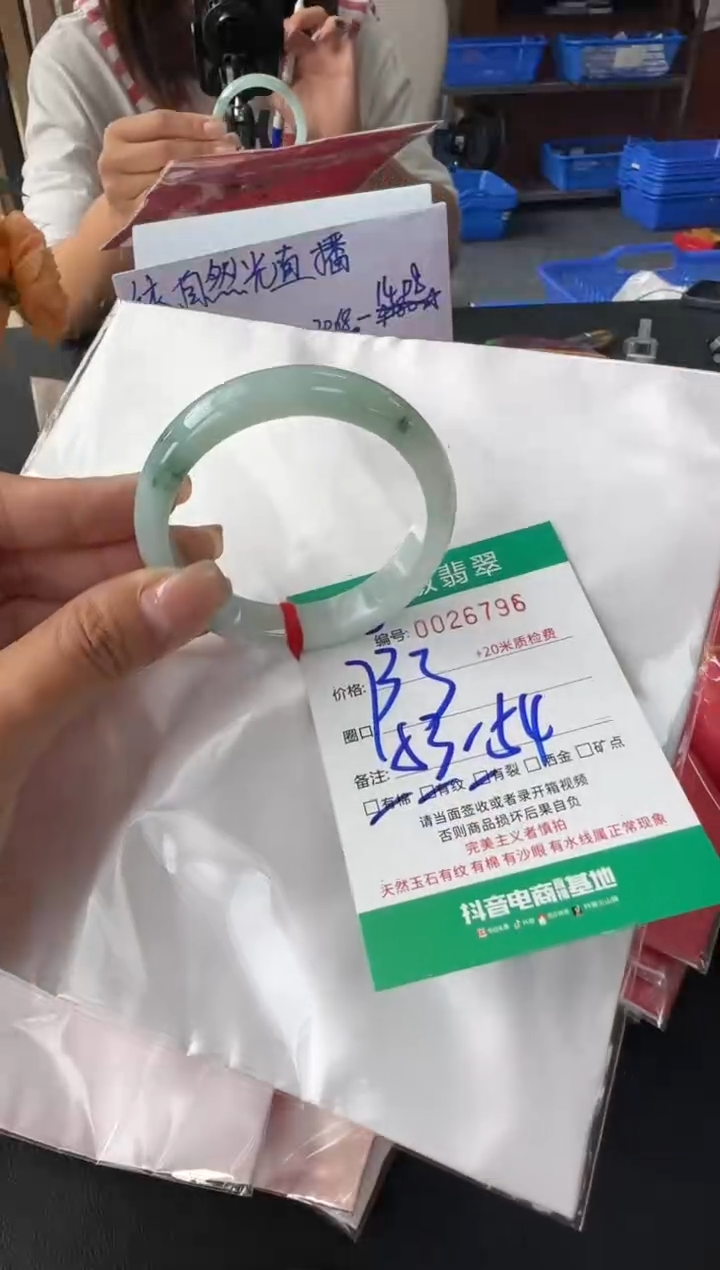 自然光直播
14.08
翡翠
编号: 0026796
+20米质检费
价格:
圈口 53-54
备注:
□有棉 □有纹 □有裂 □洒金 □矿点
请当面签收或者录开箱视频
否则商品损坏后果自负
完美主义者慎拍
天然玉石有纹 有棉 有沙眼 有水线属正常现象
抖音电商 基地